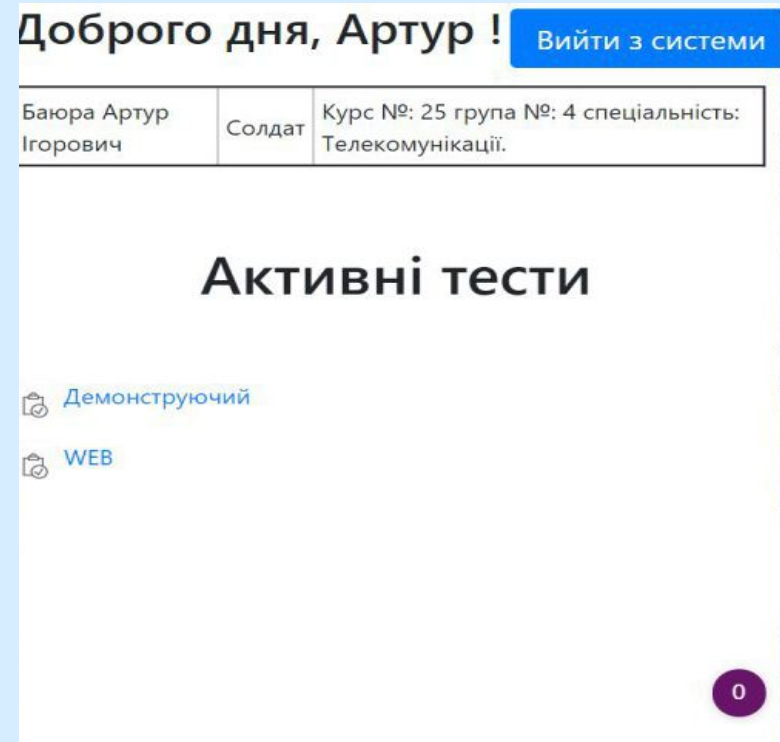 Доброго дня, Артур !
Вийти з системи
Баюра Артур
Ігорович
Солдат
Курс №: 25 група №: 4 спеціальність:
Телекомунікації.
Активні тести
Демонструючий
WEB
0